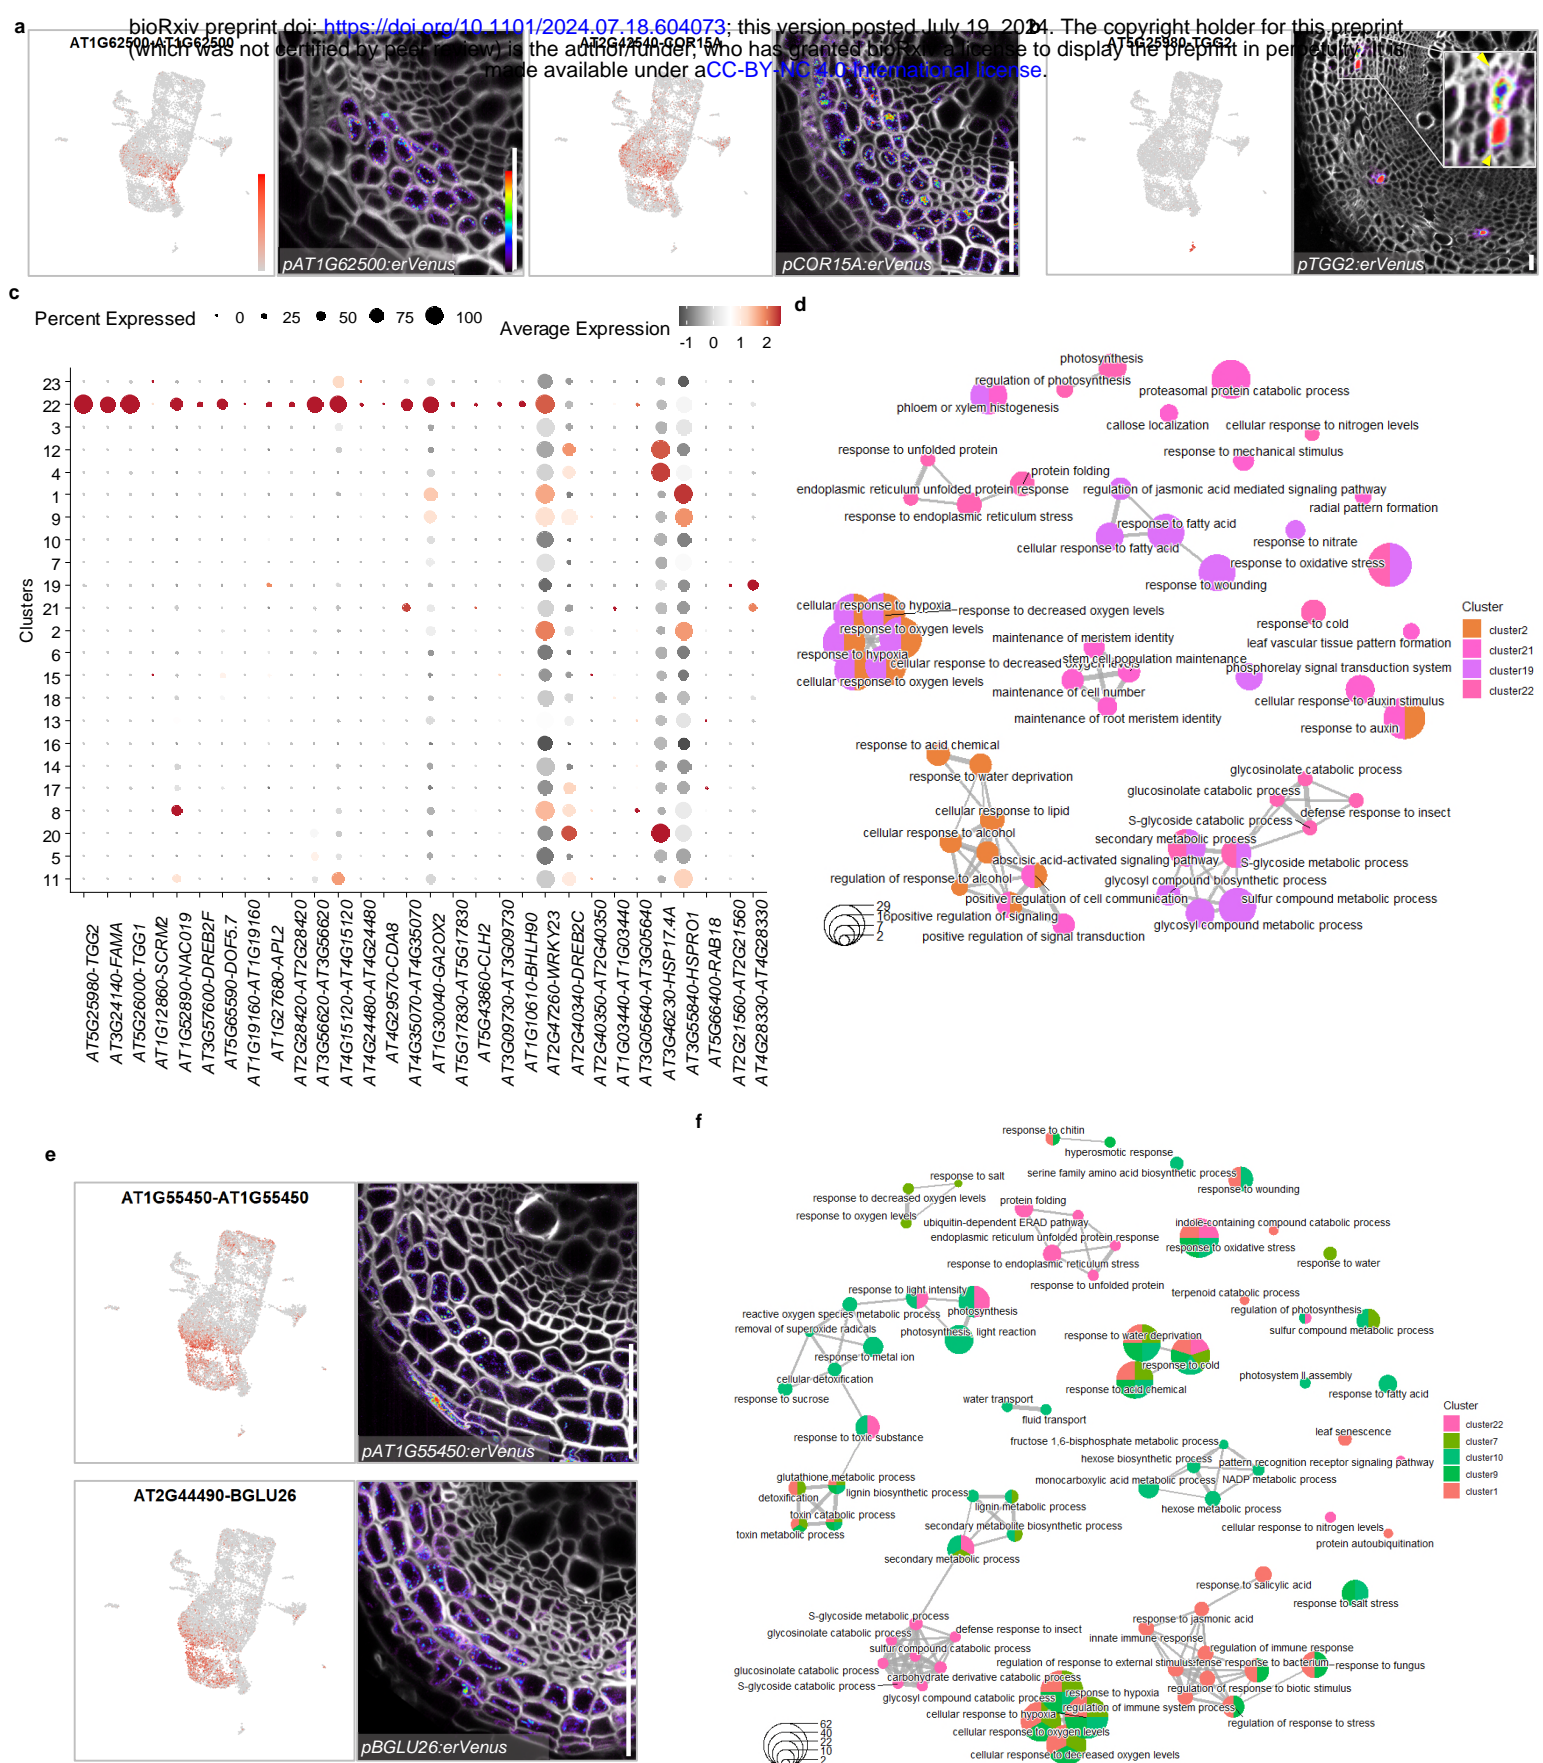 bioRxiv preprint doi: https://doi.org/10.1101/2024.07.18.604073; this version posted July 19, 2024. The copyright holder for this preprint
(which was not certified by peer review) is the author/funder, who has granted bioRxiv a license to display the preprint in perpetuity. It is
made available under aCC-BY-NC 4.0 International license.
a
AT1G62500-AT1G62500
pAT1G62500:erVenus
AT2G42540-COR15A
pCOR15A:erVenus
AT5G25980-TGG2
pTGG2:erVenus
c
Percent Expressed
0
25
50
75
100
Average Expression
-1
0
1
2
Clusters
23
22
3
12
4
1
9
10
7
19
21
2
6
15
18
13
16
14
17
8
20
5
11
AT5G25980-TGG2
AT3G24140-FAMA
AT5G26000-TGG1
AT1G12860-SCRM2
AT1G52890-NAC019
AT3G57600-DREB2F
AT5G65590-DOF5.7
AT1G19160-AT1G19160
AT1G27680-APL2
AT2G28420-AT2G28420
AT3G56620-AT3G56620
AT4G15120-AT4G15120
AT4G24480-AT4G24480
AT4G29570-CDA8
AT4G35070-AT4G35070
AT1G30040-GA2OX2
AT5G17830-AT5G17830
AT5G43860-CLH2
AT3G09730-AT3G09730
AT1G10610-BHLH90
AT2G47260-WRKY23
AT2G40340-DREB2C
AT2G40350-AT2G40350
AT1G03440-AT1G03440
AT3G05640-AT3G05640
AT3G46230-HSP17.4A
AT3G55840-HSPRO1
AT5G66400-RAB18
AT2G21560-AT2G21560
AT4G28330-AT4G28330
d
photosynthesis
regulation of photosynthesis
proteasomal protein catabolic process
phloem or xylem histogenesis
callose localization
cellular response to nitrogen levels
response to unfolded protein
response to mechanical stimulus
protein folding
endoplasmic reticulum unfolded protein response
regulation of jasmonic acid mediated signaling pathway
radial pattern formation
response to endoplasmic reticulum stress
response to fatty acid
cellular response to fatty acid
response to nitrate
response to oxidative stress
response to wounding
cellular response to hypoxia
response to decreased oxygen levels
response to cold
response to oxygen levels
maintenance of meristem identity
leaf vascular tissue pattern formation
response to hypoxia
cellular response to decreased oxygen levels
stem cell population maintenance
phosphorelay signal transduction system
cellular response to oxygen levels
maintenance of cell number
cellular response to auxin stimulus
maintenance of root meristem identity
response to auxin
Cluster
cluster2
cluster21
cluster19
cluster22
response to acid chemical
response to water deprivation
glycosinolate catabolic process
glucosinolate catabolic process
cellular response to lipid
defense response to insect
S-glycoside catabolic process
cellular response to alcohol
secondary metabolic process
abscisic acid-activated signaling pathway
S-glycoside metabolic process
regulation of response to alcohol
glycosyl compound biosynthetic process
positive regulation of cell communication
sulfur compound metabolic process
positive regulation of signaling
glycosyl compound metabolic process
positive regulation of signal transduction
29
16
7
2
e
AT1G55450-AT1G55450
pAT1G55450:erVenus
AT2G44490-BGLU26
pBGLU26:erVenus
f
response to chitin
hyperosmotic response
serine family amino acid biosynthetic process
response to salt
response to wounding
response to decreased oxygen levels
protein folding
response to oxygen levels
ubiquitin-dependent ERAD pathway
indole-containing compound catabolic process
endoplasmic reticulum unfolded protein response
response to oxidative stress
response to endoplasmic reticulum stress
response to water
response to unfolded protein
response to light intensity
terpenoid catabolic process
reactive oxygen species metabolic process
photosynthesis
regulation of photosynthesis
removal of superoxide radicals
photosynthesis, light reaction
response to water deprivation
sulfur compound metabolic process
response to metal ion
response to cold
cellular detoxification
response to acid chemical
photosystem II assembly
response to sucrose
response to fatty acid
water transport
fluid transport
response to toxic substance
leaf senescence
fructose 1,6-bisphosphate metabolic process
hexose biosynthetic process
pattern recognition receptor signaling pathway
glutathione metabolic process
monocarboxylic acid metabolic process
NADP metabolic process
detoxification
lignin biosynthetic process
lignin metabolic process
hexose metabolic process
toxin catabolic process
toxin metabolic process
secondary metabolite biosynthetic process
cellular response to nitrogen levels
secondary metabolic process
protein autoubiquitination
Cluster
cluster22
cluster7
cluster10
cluster9
cluster1
response to salicylic acid
response to salt stress
S-glycoside metabolic process
response to jasmonic acid
glycosinolate catabolic process
defense response to insect
innate immune response
sulfur compound catabolic process
regulation of immune response
regulation of response to external stimulus
defense response to bacterium
response to fungus
glucosinolate catabolic process
carbohydrate derivative catabolic process
S-glycoside catabolic process
regulation of response to biotic stimulus
glycosyl compound catabolic process
response to hypoxia
cellular response to hypoxia
regulation of immune system process
cellular response to oxygen levels
regulation of response to stress
cellular response to decreased oxygen levels
62
40
22
10
2